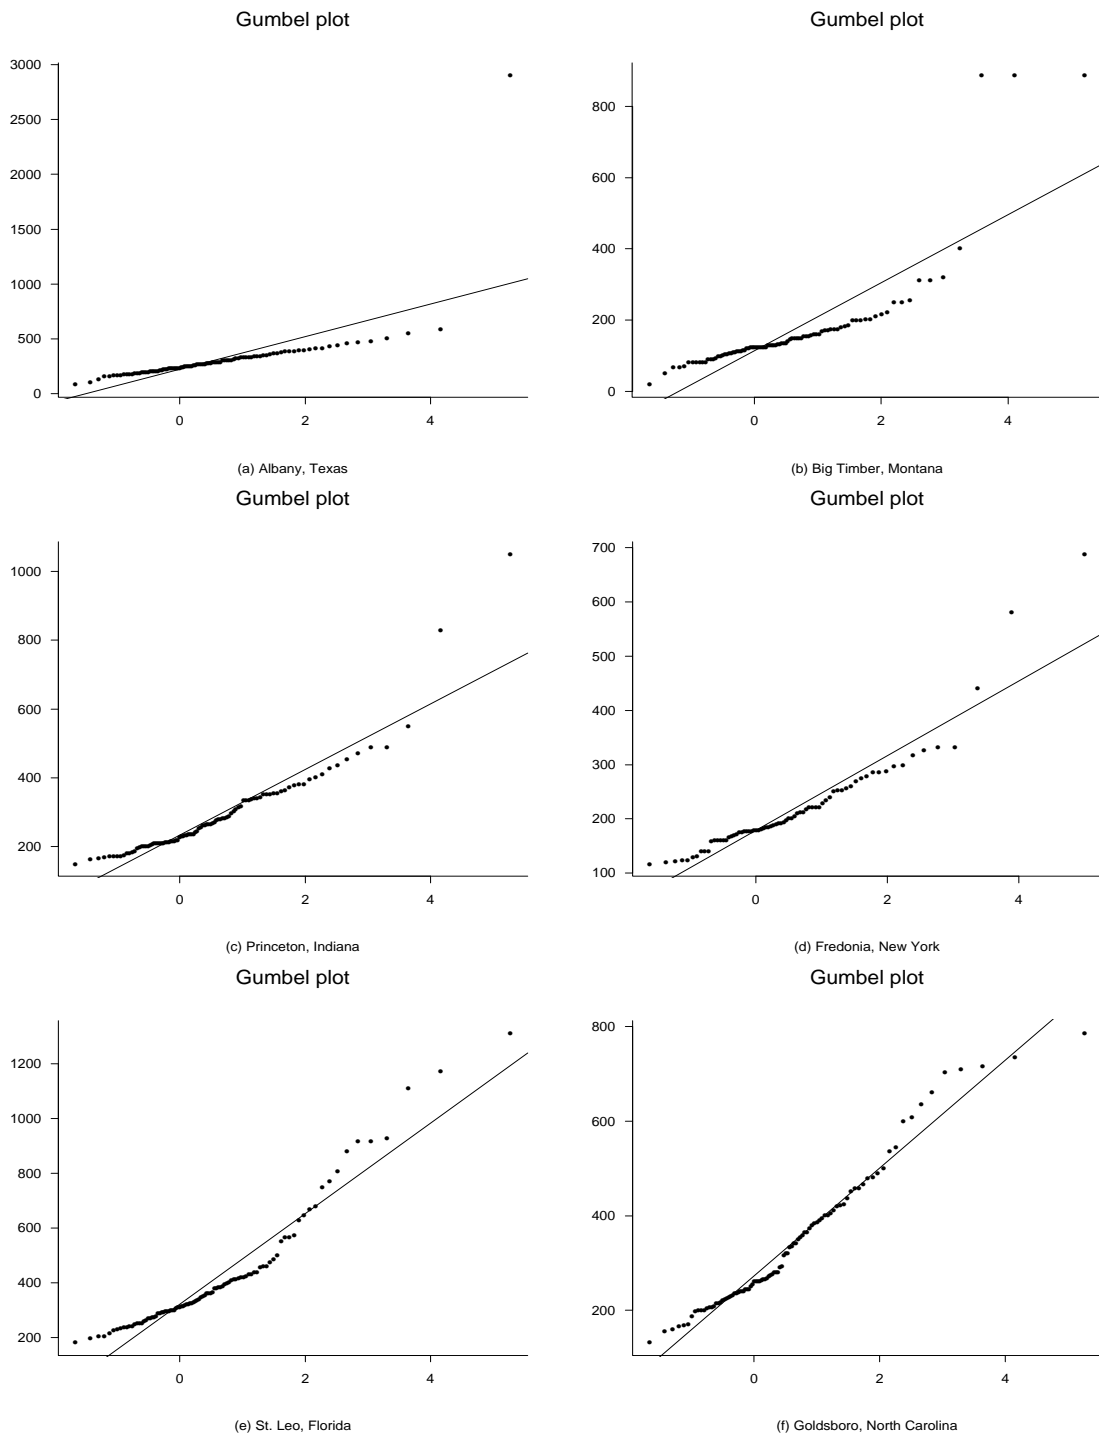 Gumbel plot
3000
2500
2000
1500
1000
500
0
0 2 4
(a) Albany, Texas
Gumbel plot
800
600
400
200
0
0 2 4
(b) Big Timber, Montana
Gumbel plot
1000
800
600
400
200
0 2 4
(c) Princeton, Indiana
Gumbel plot
700
600
500
400
300
200
100
0 2 4
(d) Fredonia, New York
Gumbel plot
1200
1000
800
600
400
200
0 2 4
(e) St. Leo, Florida
Gumbel plot
800
600
400
200
0 2 4
(f) Goldsboro, North Carolina